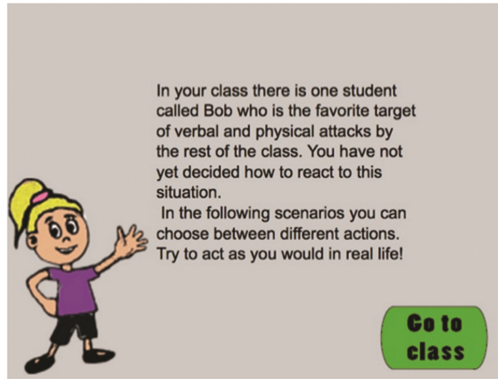 In your class there is one student
called Bob who is the favorite target
of verbal and physical attacks by
the rest of the class. You have not
yet decided how to react to this
situation.
In the following scenarios you can
choose between different actions.
Try to act as you would in real life!
Go to
class